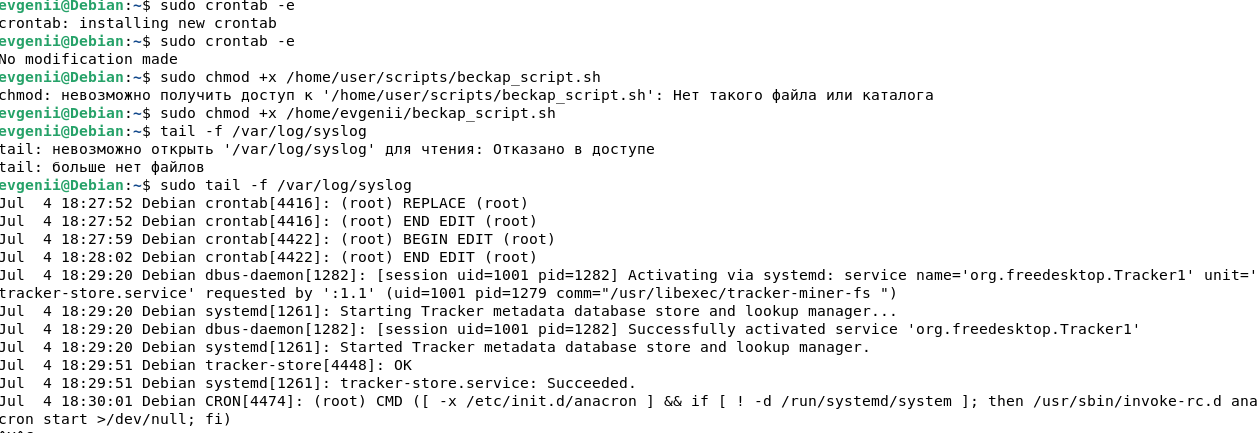 evgenii@Debian:~$ sudo crontab -e
crontab: installing new crontab
evgenii@Debian:~$ sudo crontab -e
No modification made
evgenii@Debian:~$ sudo chmod +x /home/user/scripts/beckap_script.sh
chmod: невозможно получить доступ к '/home/user/scripts/beckap_script.sh': Нет такого файла или каталога
evgenii@Debian:~$ sudo chmod +x /home/evgenii/beckap_script.sh
evgenii@Debian:~$ tail -f /var/log/syslog
tail: невозможно открыть '/var/log/syslog' для чтения: Отказано в доступе
tail: больше нет файлов
evgenii@Debian:~$ sudo tail -f /var/log/syslog
Jul  4 18:27:52 Debian crontab[4416]: (root) REPLACE (root)
Jul  4 18:27:52 Debian crontab[4416]: (root) END EDIT (root)
Jul  4 18:27:59 Debian crontab[4422]: (root) BEGIN EDIT (root)
Jul  4 18:28:02 Debian crontab[4422]: (root) END EDIT (root)
Jul  4 18:29:20 Debian dbus-daemon[1282]: [session uid=1001 pid=1282] Activating via systemd: service name='org.freedesktop.Tracker1' unit='
tracker-store.service' requested by ':1.1' (uid=1001 pid=1279 comm="/usr/libexec/tracker-miner-fs ")
Jul  4 18:29:20 Debian systemd[1261]: Starting Tracker metadata database store and lookup manager...
Jul  4 18:29:20 Debian dbus-daemon[1282]: [session uid=1001 pid=1282] Successfully activated service 'org.freedesktop.Tracker1'
Jul  4 18:29:20 Debian systemd[1261]: Started Tracker metadata database store and lookup manager.
Jul  4 18:29:51 Debian tracker-store[4448]: OK
Jul  4 18:29:51 Debian systemd[1261]: tracker-store.service: Succeeded.
Jul  4 18:30:01 Debian CRON[4474]: (root) CMD ([ -x /etc/init.d/anacron ] && if [ ! -d /run/systemd/system ]; then /usr/sbin/invoke-rc.d ana
cron start >/dev/null; fi)